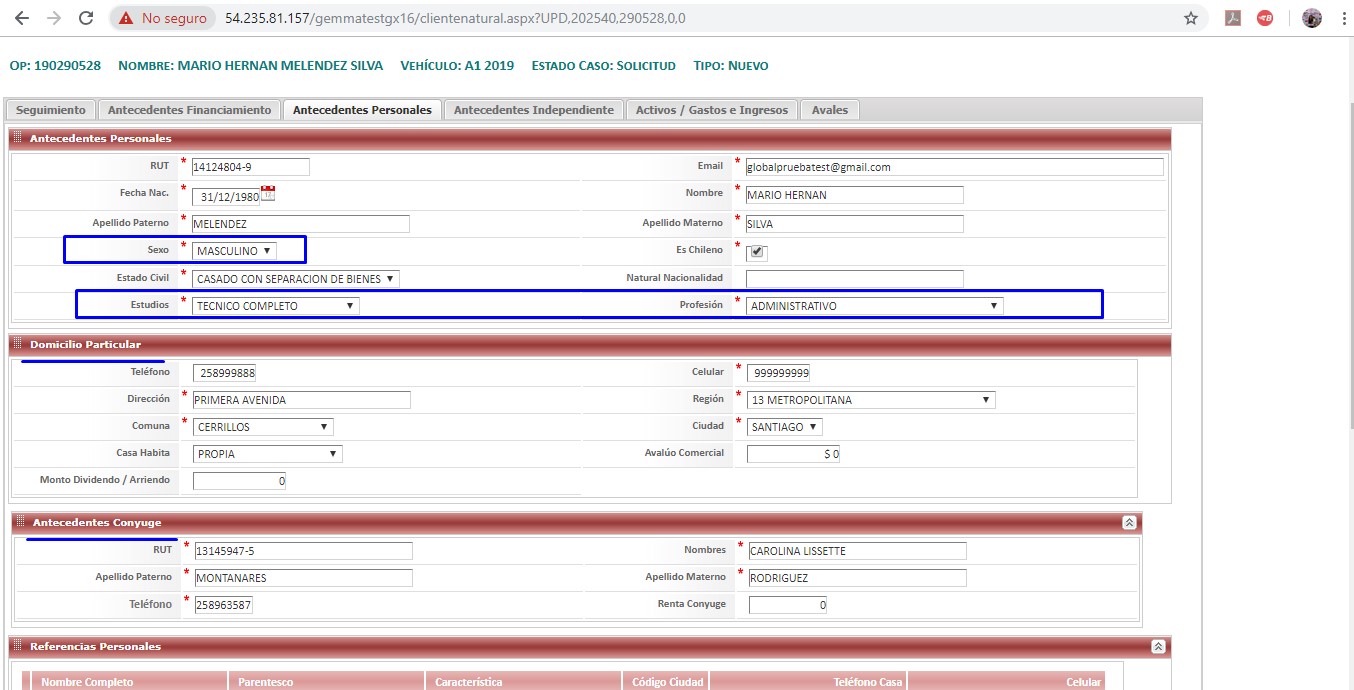 No seguro 54.235.81.157/gemmatestgx16/clientenatural.aspx?UPD,202540,290528,0,0
OP: 190290528 NOMBRE: MARIO HERNAN MELENDEZ SILVA VEHÍCULO: A1 2019 ESTADO CASO: SOLICITUD TIPO: NUEVO
Seguimiento Antecedentes Financiamiento Antecedentes Personales Antecedentes Independiente Activos / Gastos e Ingresos Avales
Antecedentes Personales
RUT * 14124804-9 Email * globalpruebatest@gmail.com
Fecha Nac. * 31/12/1980 Nombre * MARIO HERNAN
Apellido Paterno * MELENDEZ Apellido Materno * SILVA
Sexo * MASCULINO Es Chileno *
Estado Civil * CASADO CON SEPARACION DE BIENES Natural Nacionalidad
Estudios * TECNICO COMPLETO Profesión * ADMINISTRATIVO
Domicilio Particular
Teléfono 258999888 Celular * 999999999
Dirección * PRIMERA AVENIDA Región * 13 METROPOLITANA
Comuna * CERRILLOS Ciudad * SANTIAGO
Casa Habita PROPIA Avalúo Comercial $ 0
Monto Dividendo / Arriendo 0
Antecedentes Conyuge
RUT * 13145947-5 Nombres * CAROLINA LISSETTE
Apellido Paterno * MONTANARES Apellido Materno * RODRIGUEZ
Teléfono * 258963587 Renta Conyuge 0
Referencias Personales
Nombre Completo Parentesco Característica Código Ciudad Teléfono Casa Celular